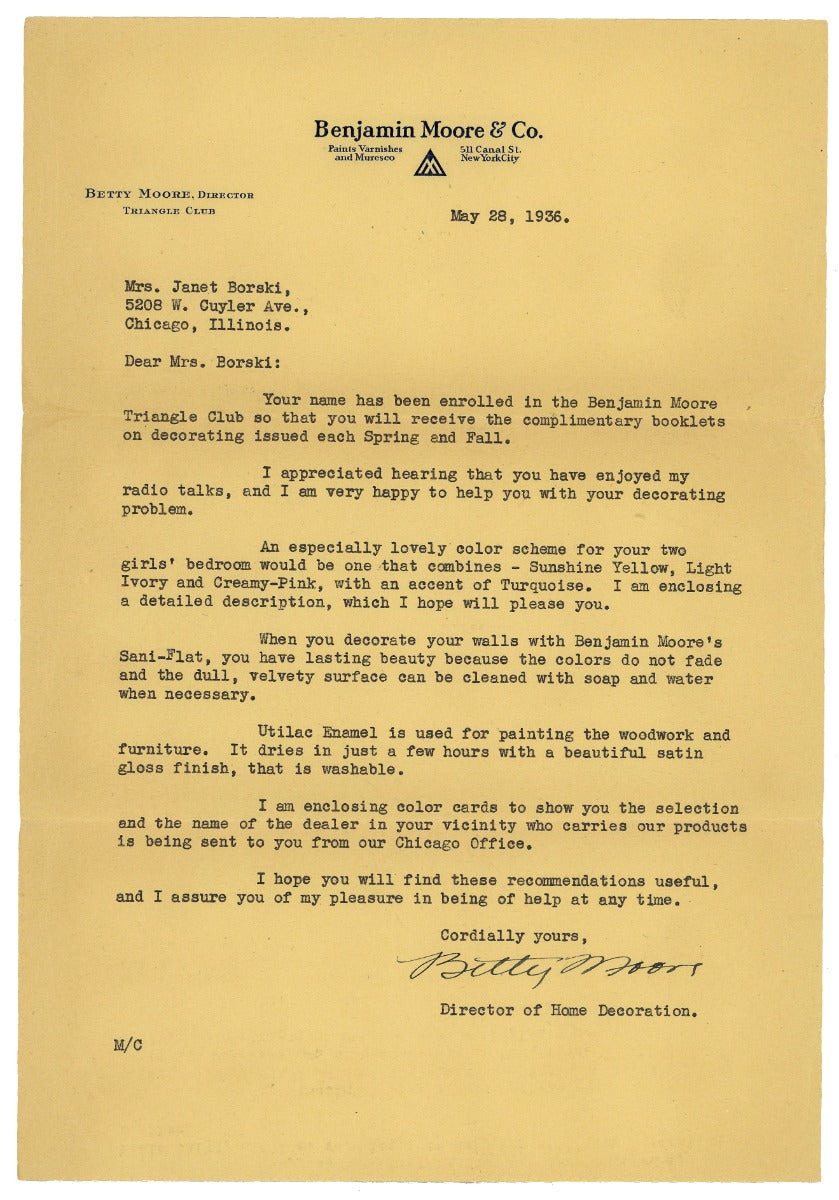 Benjamin Moore & Co.
Paints Varnishes
and Muresco
511 Canal St.
New York City
BETTY MOORE, DIRECTOR
TRIANGLE CLUB
May 28, 1936.
Mrs. Janet Borski,
5208 W. Cuyler Ave.,
Chicago, Illinois.
Dear Mrs. Borski:
Your name has been enrolled in the Benjamin Moore
Triangle Club so that you will receive the complimentary booklets
on decorating issued each Spring and Fall.
I appreciated hearing that you have enjoyed my
radio talks, and I am very happy to help you with your decorating
problem.
An especially lovely color scheme for your two
girls' bedroom would be one that combines - Sunshine Yellow, Light
Ivory and Creamy-Pink, with an accent of Turquoise. I am enclosing
a detailed description, which I hope will please you.
When you decorate your walls with Benjamin Moore's
Sani-Flat, you have lasting beauty because the colors do not fade
and the dull, velvety surface can be cleaned with soap and water
when necessary.
Utilac Enamel is used for painting the woodwork and
furniture. It dries in just a few hours with a beautiful satin
gloss finish, that is washable.
I am enclosing color cards to show you the selection
and the name of the dealer in your vicinity who carries our products
is being sent to you from our Chicago Office.
I hope you will find these recommendations useful,
and I assure you of my pleasure in being of help at any time.
Cordially yours,
Betty Moore
Director of Home Decoration.
M/C